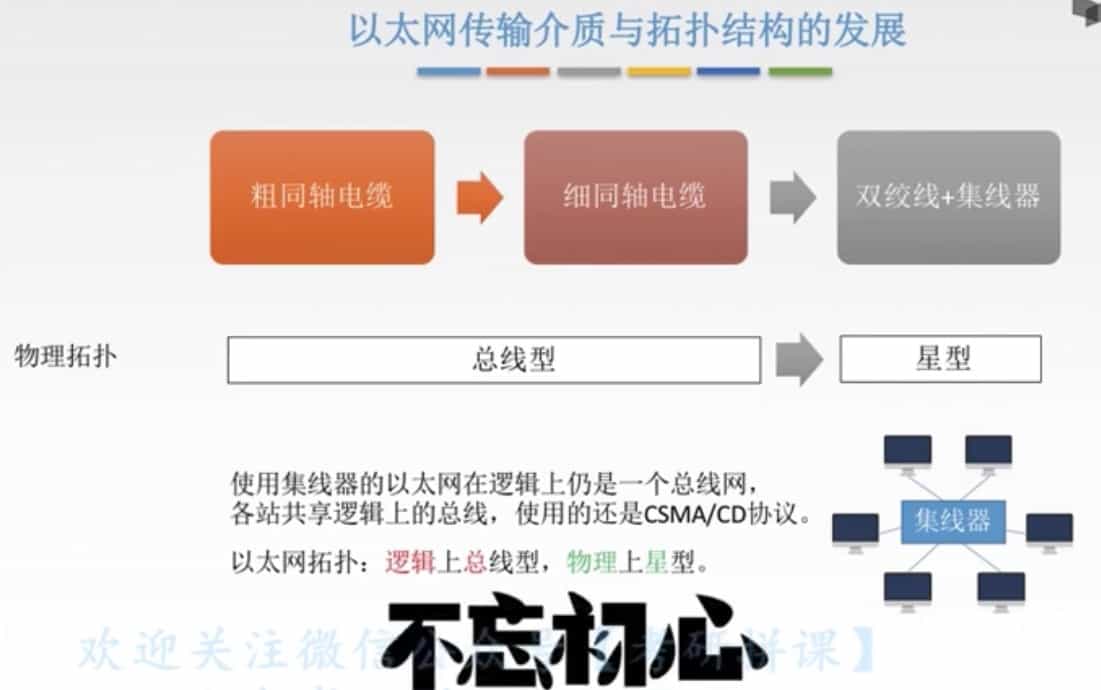 以太网传输介质与拓扑结构的发展
粗同轴电缆
细同轴电缆
双绞线+集线器
物理拓扑
总线型
星型
使用集线器的以太网在逻辑上仍是一个总线网，
各站共享逻辑上的总线，使用的还是CSMA/CD协议。
以太网拓扑：逻辑上总线型，物理上星型。
集线器
不忘初心
欢迎关注微信公众号【考研拼课】